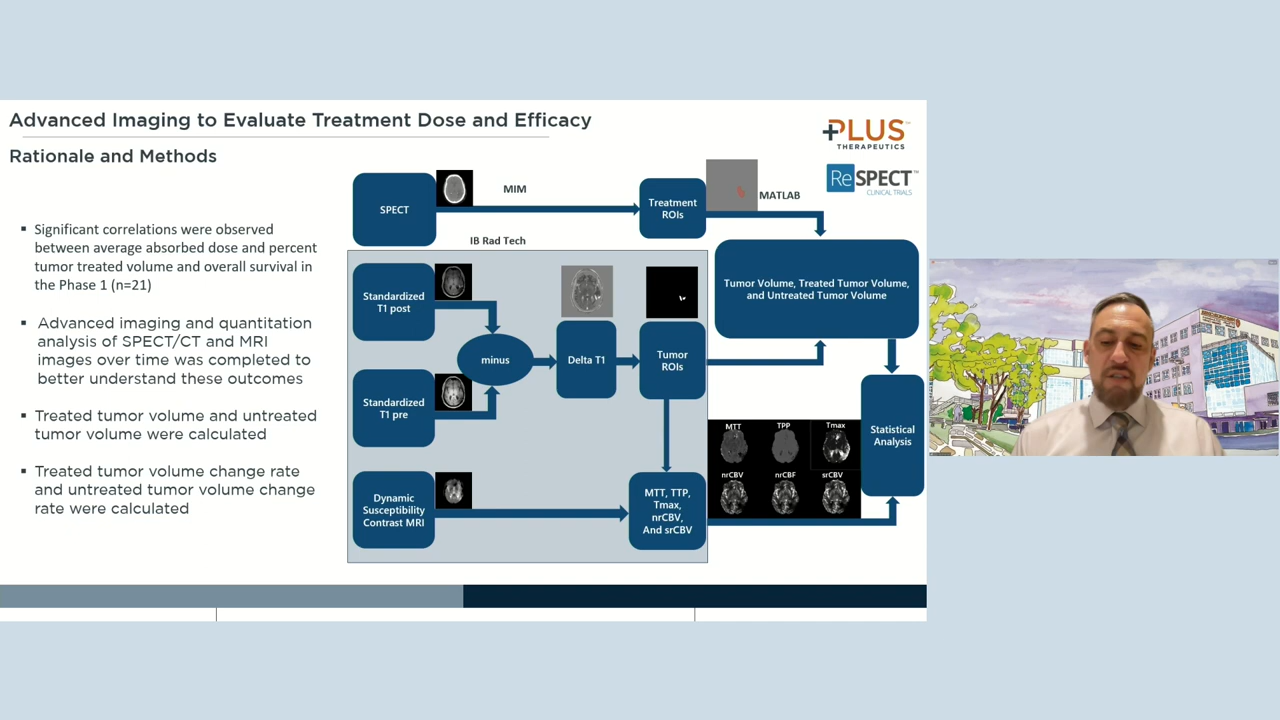 Advanced Imaging to Evaluate Treatment Dose and Efficacy
Rationale and Methods
PLUS
THERAPEUTICS
ReSPECT™
CLINICAL TRIALS
▪ Significant correlations were observed
between average absorbed dose and percent
tumor treated volume and overall survival in
the Phase 1 (n=21)
▪ Advanced imaging and quantitation
analysis of SPECT/CT and MRI
images over time was completed to
better understand these outcomes
▪ Treated tumor volume and untreated
tumor volume were calculated
▪ Treated tumor volume change rate
and untreated tumor volume change
rate were calculated
SPECT
MIM
Treatment
ROIs
MATLAB
IB Rad Tech
Standardized
T1 post
minus
Standardized
T1 pre
Delta T1
Tumor
ROIs
Tumor Volume, Treated Tumor Volume,
and Untreated Tumor Volume
Dynamic
Susceptibility
Contrast MRI
MTT, TTP,
Tmax,
nrCBV,
And srCBV
MTT TPP Tmax
nrCBV nrCBF srCBV
Statistical
Analysis